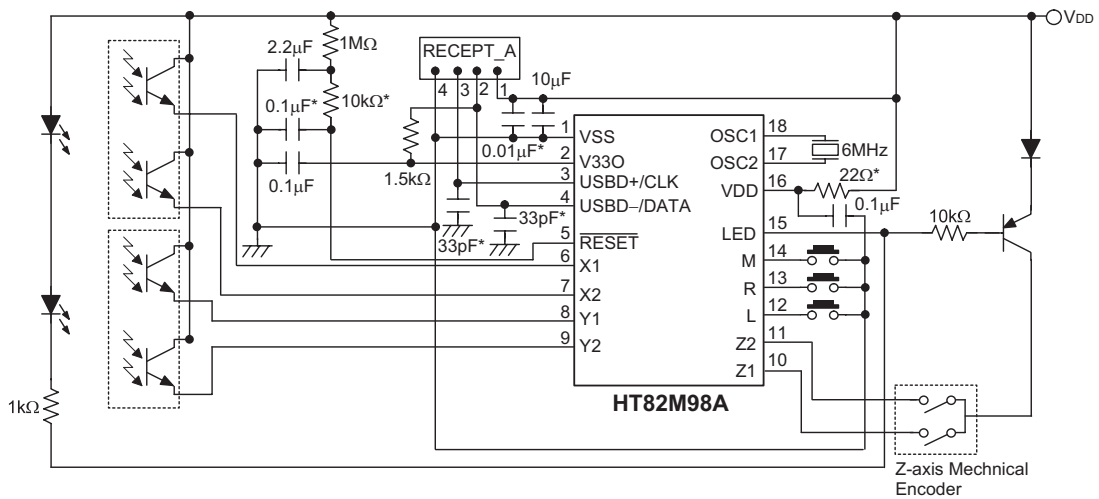 VDD
2.2μF
1MΩ
RECEPT_A
4 3 2 1
10μF
0.1μF*
10kΩ*
0.01μF*
0.1μF
1.5kΩ
33pF*
33pF*
1 VSS
2 V33O
3 USBD+/CLK
4 USBD−/DATA
5 RESET
6 X1
7 X2
8 Y1
9 Y2
OSC1 18
OSC2 17
VDD 16
LED 15
M 14
R 13
L 12
Z2 11
Z1 10
6MHz
22Ω*
0.1μF
10kΩ
1kΩ
HT82M98A
Z-axis Mechnical
Encoder